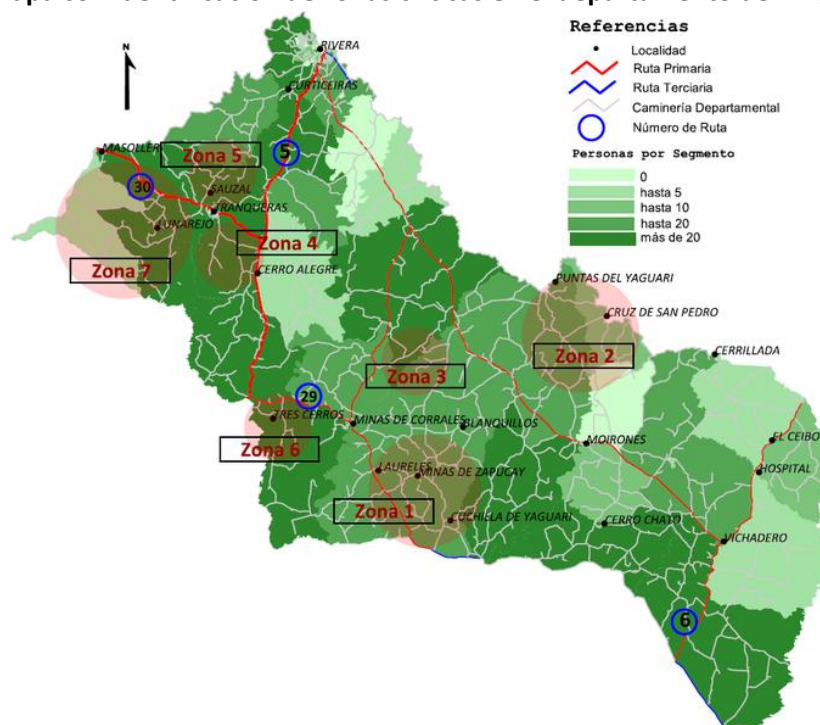 N
Referencias
Localidad
Ruta Primaria
Ruta Terciaria
Caminería Departamental
Número de Ruta
Personas por Segmento
0
hasta 5
hasta 10
hasta 20
más de 20
RIVERA
CURTICEIRAS
MASOLLER
Zona 5
5
30
SAUZAL
TRANQUERAS
LUNAREJO
Zona 4
Zona 7
CERRO ALEGRE
PUNTAS DEL YAGUARI
CRUZ DE SAN PEDRO
Zona 2
CERRILLADA
Zona 3
29
TRES CERROS
MINAS DE CORRALES
BLANQUILLOS
MOIRONES
EL CEIBO
Zona 6
LAURELES
MINAS DE ZAPUCAY
HOSPITAL
Zona 1
CUCHILLA DE YAGUARI
CERRO CHATO
VICHADERO
6